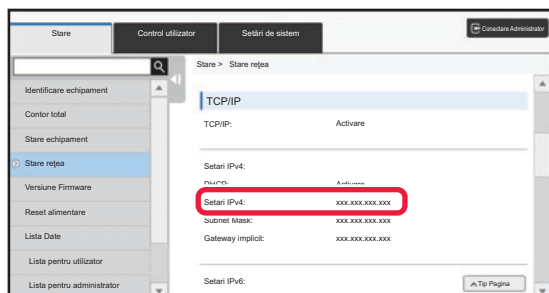 Stare
Control utilizator
Setări de sistem
Conectare Administrator
Stare > Stare reţea
Identificare echipament
Contor total
Stare echipament
Stare reţea
Versiune Firmware
Reset alimentare
Lista Date
Lista pentru utilizator
Lista pentru administrator
TCP/IP
TCP/IP: Activare
Setari IPv4:
DHCP: Activare
Setari IPv4: xxx.xxx.xxx.xxx
Subnet Mask: xxx.xxx.xxx.xxx
Gateway implicit: xxx.xxx.xxx.xxx
Setari IPv6:
Tip Pagina